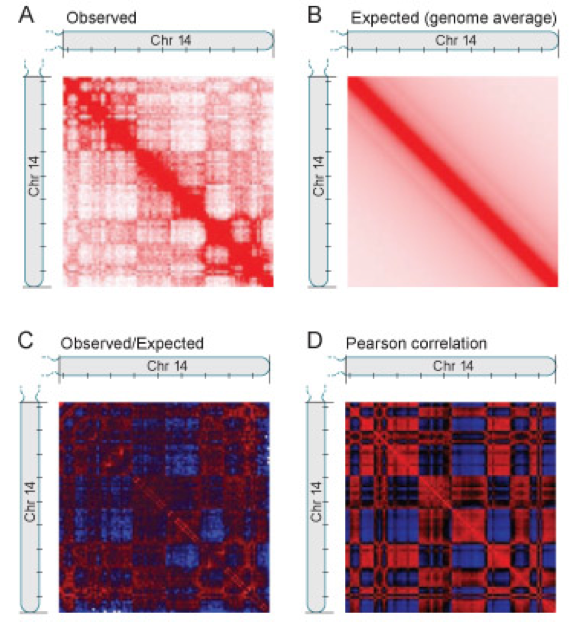 A Observed
Chr 14
Chr 14
B Expected (genome average)
Chr 14
Chr 14
C Observed/Expected
Chr 14
Chr 14
D Pearson correlation
Chr 14
Chr 14